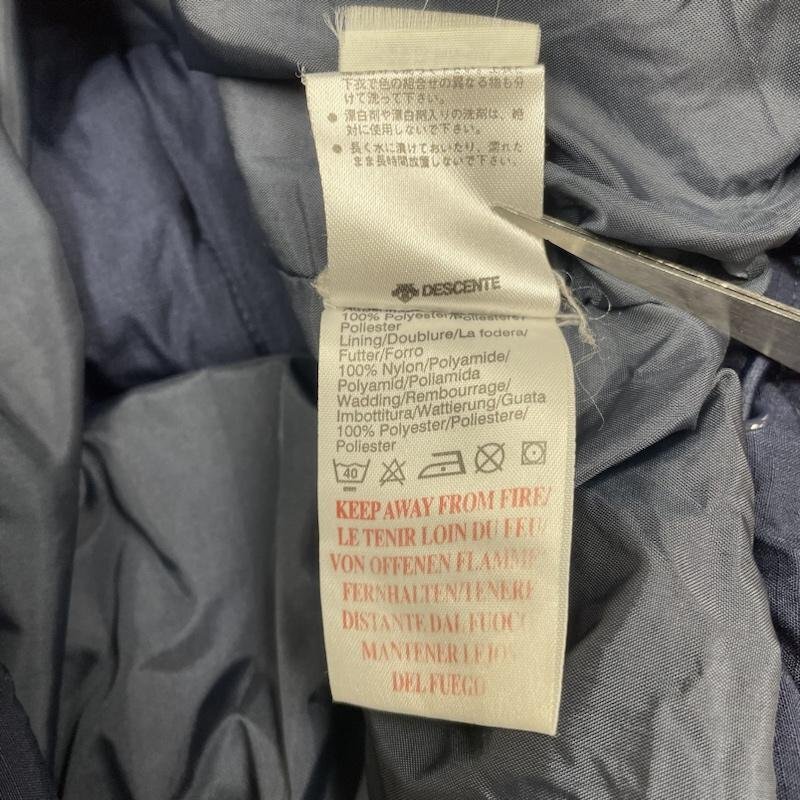 下衣で色の組合せの異なる物も分
けて洗って下さい。
● 漂白剤や漂白剤入りの洗剤は、絶
対に使用しないで下さい。
● 長く水に漬けておいたり、濡れた
まま長時間放置しないで下さい。
DESCENTE
100% Polyester/Polyestere/
Poliester
Lining/Doublure/La fodera/
Futter/Forro
100% Nylon/Polyamide/
Polyamid/Poliamida
Wadding/Rembourrage/
Imbottitura/Wattierung/Guata
100% Polyester/Poliestere/
Poliester
40
KEEP AWAY FROM FIRE/
LE TENIR LOIN DU FEU/
VON OFFENEN FLAMME
FERNHALTEN/TENERE
DISTANTE DAL FUOC
MANTENER LEJOS
DEL FUEGO